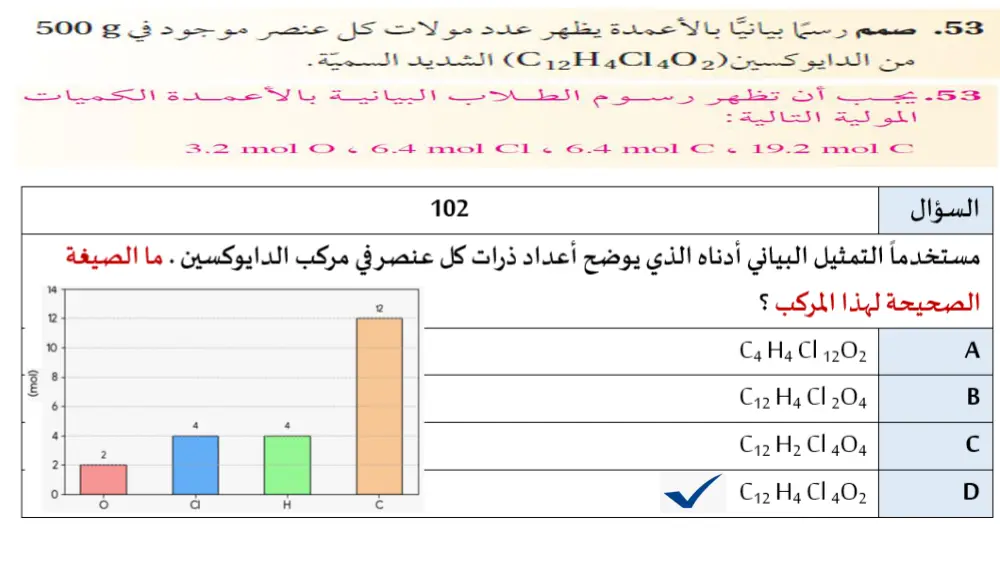 53. صمم رسمًا بيانيًّا بالأعمدة يظهر عدد مولات كل عنصر موجود في 500 g
من الدايوكسين (C12H4Cl4O2) الشديد السميّة.
53. يجب أن تظهر رسوم الطلاب البيانية بالأعمدة الكميات
المولية التالية:
3.2 mol O ، 6.4 mol Cl ، 6.4 mol C ، 19.2 mol C
السؤال 102
مستخدماً التمثيل البياني أدناه الذي يوضح أعداد ذرات كل عنصر في مركب الدايوكسين . ما الصيغة
الصحيحة لهذا المركب ؟
A C4 H4 Cl 12O2
B C12 H4 Cl 2O4
C C12 H2 Cl 4O4
D C12 H4 Cl 4O2
(mol)
14
12
10
8
6
4
2
0
2 4 4 12
O Cl H C